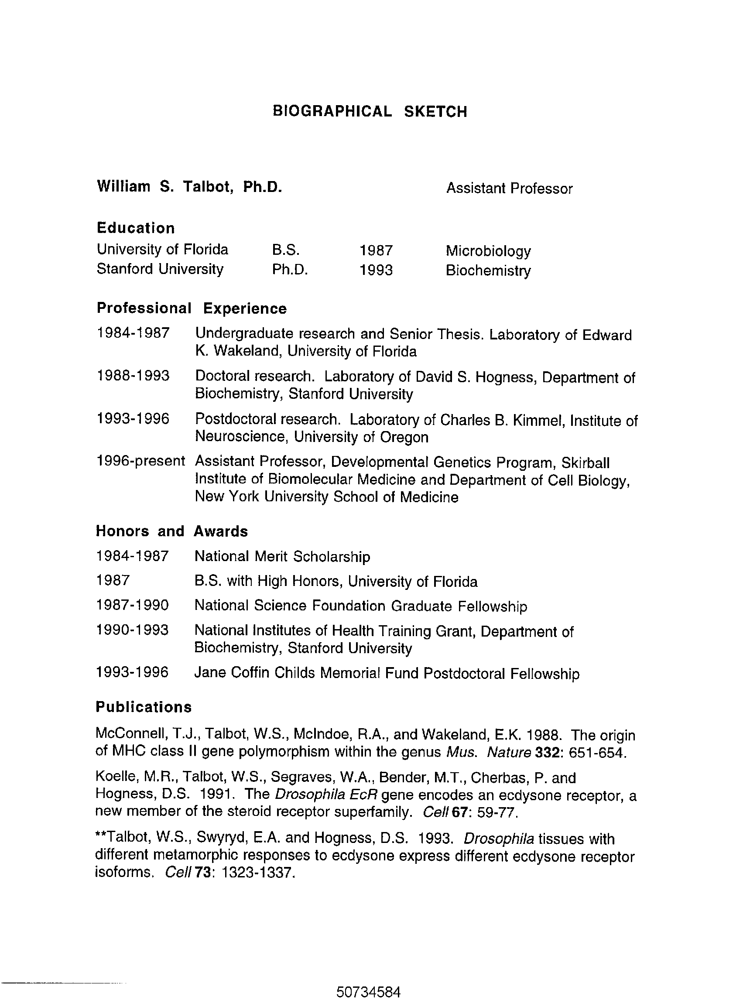 BIOGRAPHICAL SKETCH
William S. Talbot, Ph.D. Assistant Professor
Education
University of Florida B.S. 1987 Microbiology
Stanford University Ph.D. 1993 Biochemistry
Professional Experience
1984-1987 Undergraduate research and Senior Thesis. Laboratory of Edward
K. Wakeland, University of Florida
1988-1993 Doctoral research. Laboratory of David S. Hogness, Department of
Biochemistry, Stanford University
1993-1996 Postdoctoral research. Laboratory of Charles B. Kimmel, Institute of
Neuroscience, University of Oregon
1996-present Assistant Professor, Developmental Genetics Program, Skirball
Institute of Biomolecular Medicine and Department of Cell Biology,
New York University School of Medicine
Honors and Awards
1984-1987 National Merit Scholarship
1987 B.S. with High Honors, University of Florida
1987-1990 National Science Foundation Graduate Fellowship
1990-1993 National Institutes of Health Training Grant, Department of
Biochemistry, Stanford University
1993-1996 Jane Coffin Childs Memorial Fund Postdoctoral Fellowship
Publications
McConnell, T.J., Talbot, W.S., McIndoe, R.A., and Wakeland, E.K. 1988. The origin
of MHC class II gene polymorphism within the genus Mus. Nature 332: 651-654.
Koelle, M.R., Talbot, W.S., Segraves, W.A., Bender, M.T., Cherbas, P. and
Hogness, D.S. 1991. The Drosophila EcR gene encodes an ecdysone receptor, a
new member of the steroid receptor superfamily. Cell 67: 59-77.
**Talbot, W.S., Swyryd, E.A. and Hogness, D.S. 1993. Drosophila tissues with
different metamorphic responses to ecdysone express different ecdysone receptor
isoforms. Cell 73: 1323-1337.
50734584